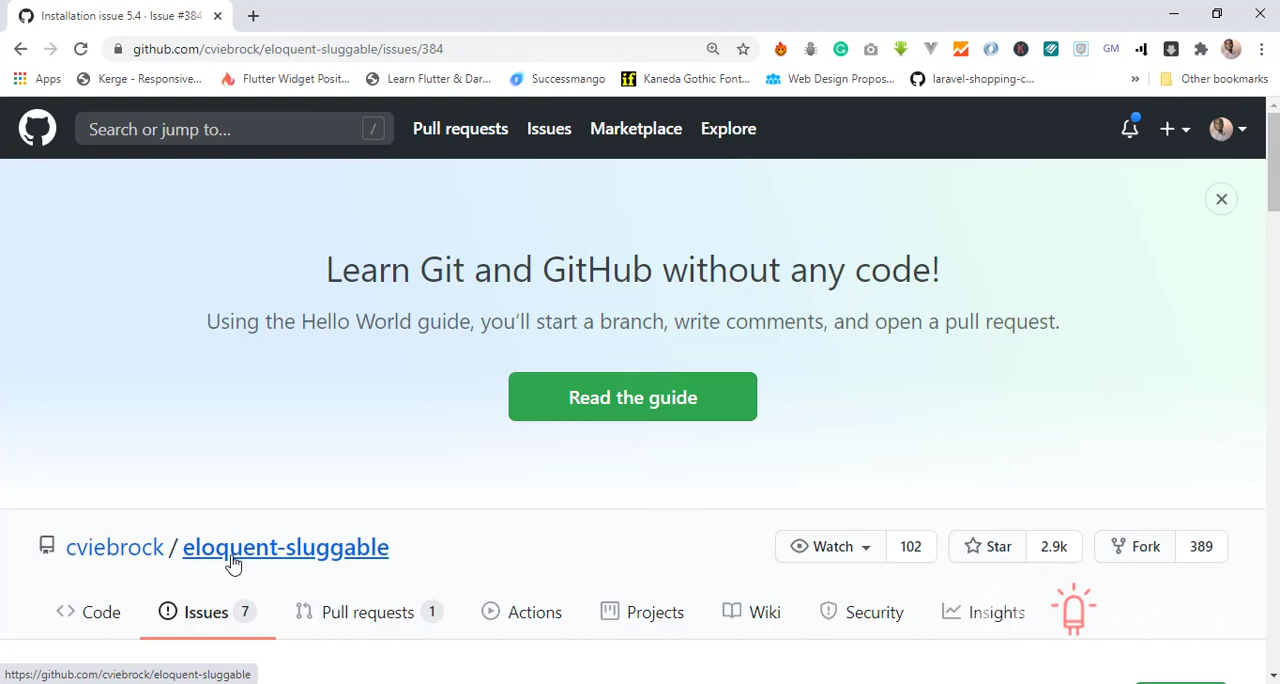 Installation issue 5.4 · Issue #384
github.com/cviebrock/eloquent-sluggable/issues/384
GM
Apps
Kerge - Responsive...
Flutter Widget Posit...
Learn Flutter & Dar...
Successmango
Kaneda Gothic Font...
Web Design Propos...
laravel-shopping-c...
»
Other bookmarks
Search or jump to...
/
Pull requests
Issues
Marketplace
Explore
Learn Git and GitHub without any code!
Using the Hello World guide, you’ll start a branch, write comments, and open a pull request.
Read the guide
cviebrock / eloquent-sluggable
Watch 102
Star 2.9k
Fork 389
Code
Issues 7
Pull requests 1
Actions
Projects
Wiki
Security
Insights
https://github.com/cviebrock/eloquent-sluggable